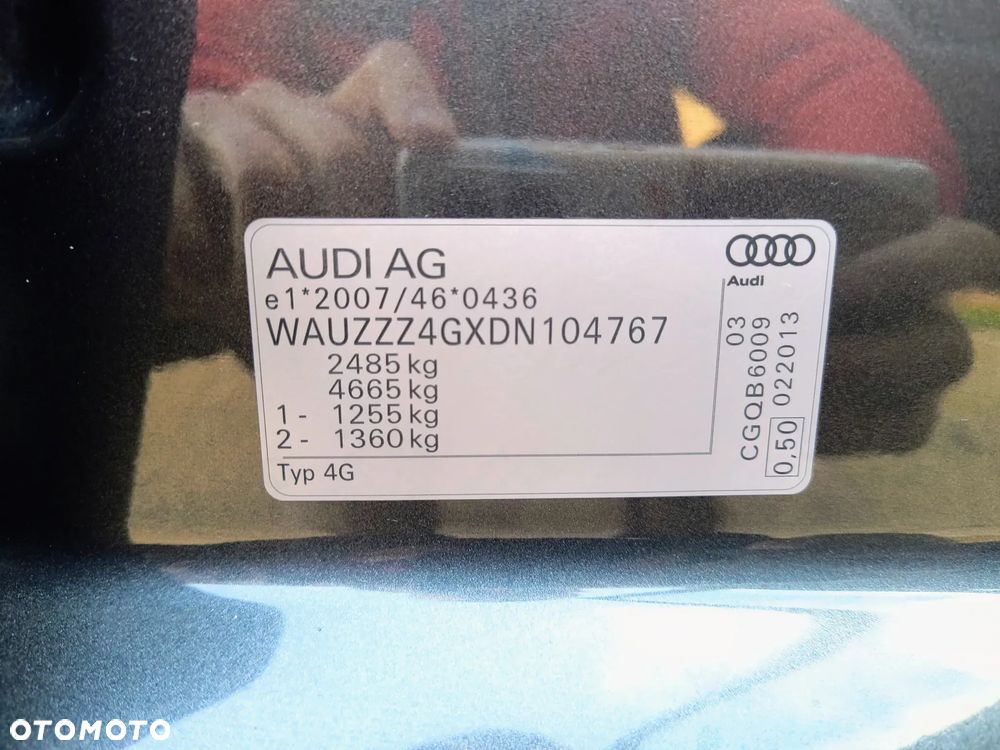 AUDI AG
e1*2007/46*0436
WAUZZZ4GXDN104767
2485 kg
4665 kg
1 - 1255 kg
2 - 1360 kg
Typ 4G
Audi
CGQB6009 03
0,50 022013
OTOMOTO